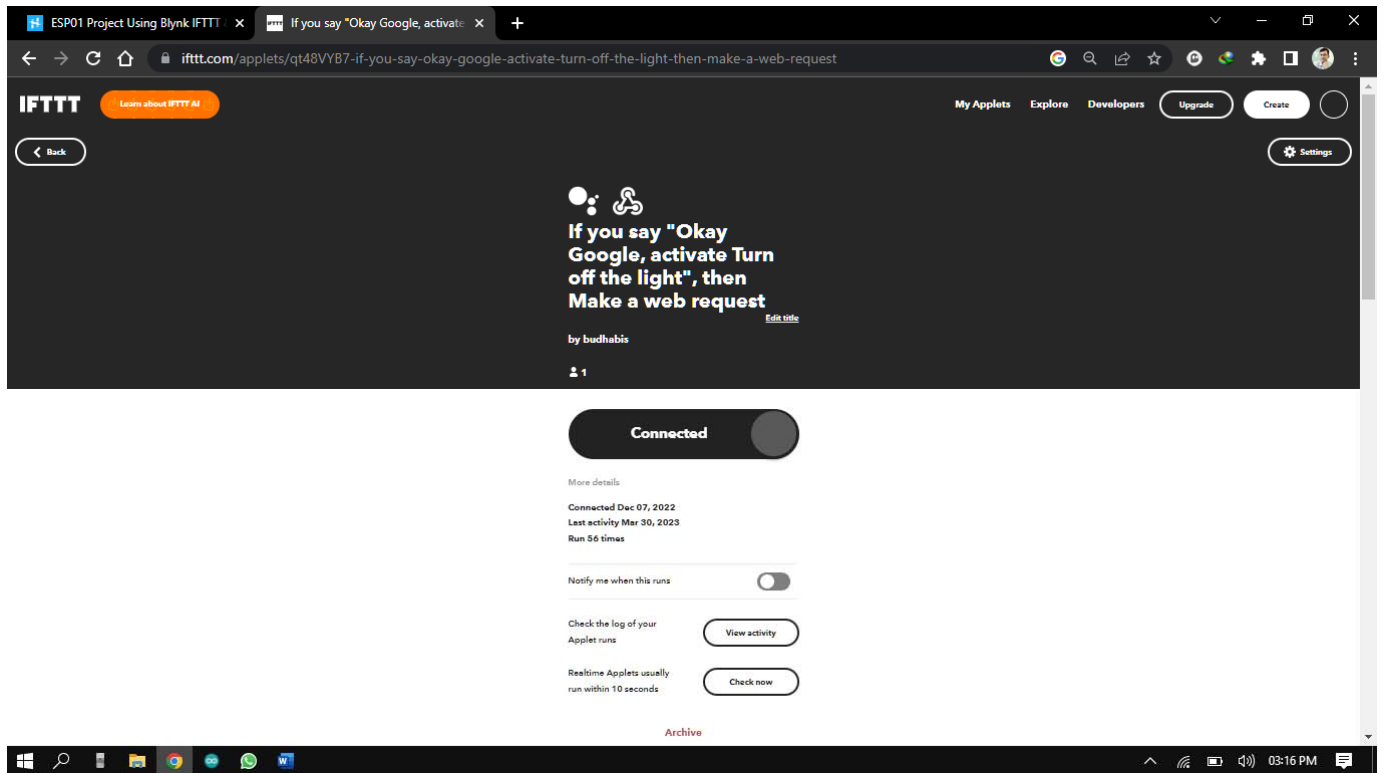 ESP01 Project Using Blynk IFTTT
If you say "Okay Google, activate
ifttt.com/applets/qt48VYB7-if-you-say-okay-google-activate-turn-off-the-light-then-make-a-web-request
IFTTT
Learn about IFTTT AI
My Applets
Explore
Developers
Upgrade
Create
Back
Settings
If you say "Okay
Google, activate Turn
off the light", then
Make a web request
Edit title
by budhabis
1
Connected
More details
Connected Dec 07, 2022
Last activity Mar 30, 2023
Run 56 times
Notify me when this runs
Check the log of your
Applet runs
View activity
Realtime Applets usually
run within 10 seconds
Check now
Archive
03:16 PM